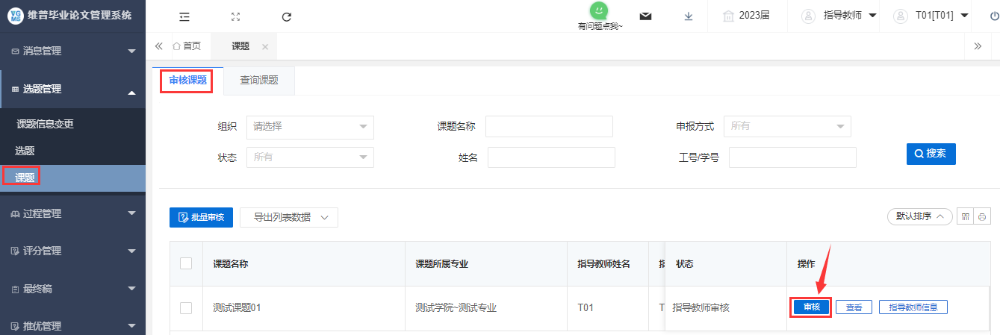 VGMS 维普毕业论文管理系统
有问题点我~
2023届
指导教师
T01[T01]
消息管理
选题管理
课题信息变更
选题
课题
过程管理
评分管理
最终稿
推优管理
首页
课题
审核课题
查询课题
组织 请选择
课题名称
申报方式 所有
状态 所有
姓名
工号/学号
搜索
批量审核
导出列表数据
默认排序
课题名称 课题所属专业 指导教师姓名 状态 操作
测试课题01 测试学院~测试专业 T01 T 指导教师审核 审核 查看 指导教师信息